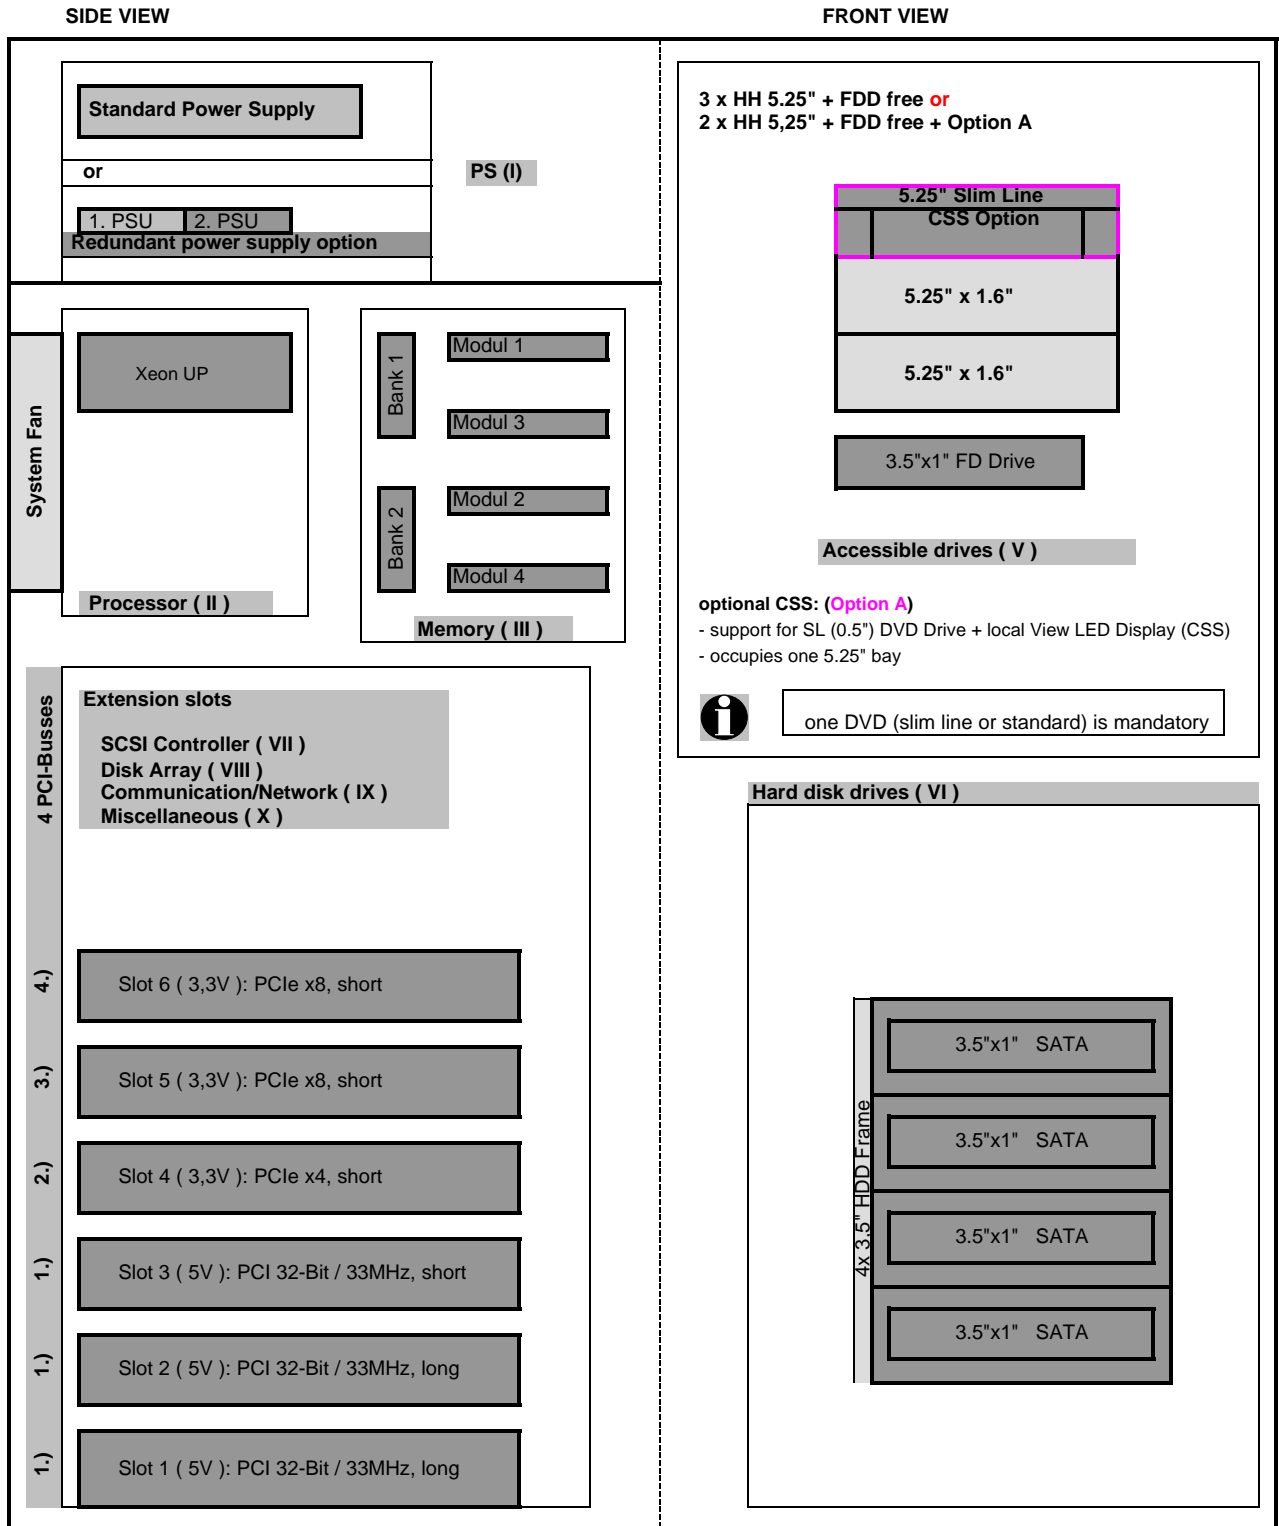 SIDE VIEW
Standard Power Supply
or
PS (I)
1. PSU
2. PSU
Redundant power supply option
System Fan
Xeon UP
Processor ( II )
Bank 1
Modul 1
Modul 3
Bank 2
Modul 2
Modul 4
Memory ( III )
4 PCI-Busses
Extension slots
SCSI Controller ( VII )
Disk Array ( VIII )
Communication/Network ( IX )
Miscellaneous ( X )
4.)
Slot 6 ( 3,3V ): PCIe x8, short
3.)
Slot 5 ( 3,3V ): PCIe x8, short
2.)
Slot 4 ( 3,3V ): PCIe x4, short
1.)
Slot 3 ( 5V ): PCI 32-Bit / 33MHz, short
1.)
Slot 2 ( 5V ): PCI 32-Bit / 33MHz, long
1.)
Slot 1 ( 5V ): PCI 32-Bit / 33MHz, long
FRONT VIEW
3 x HH 5.25" + FDD free or
2 x HH 5,25" + FDD free + Option A
5.25" Slim Line
CSS Option
5.25" x 1.6"
5.25" x 1.6"
3.5"x1" FD Drive
Accessible drives ( V )
optional CSS: (Option A)
- support for SL (0.5") DVD Drive + local View LED Display (CSS)
- occupies one 5.25" bay
i
one DVD (slim line or standard) is mandatory
Hard disk drives ( VI )
4x 3,5" HDD Frame
3.5"x1" SATA
3.5"x1" SATA
3.5"x1" SATA
3.5"x1" SATA